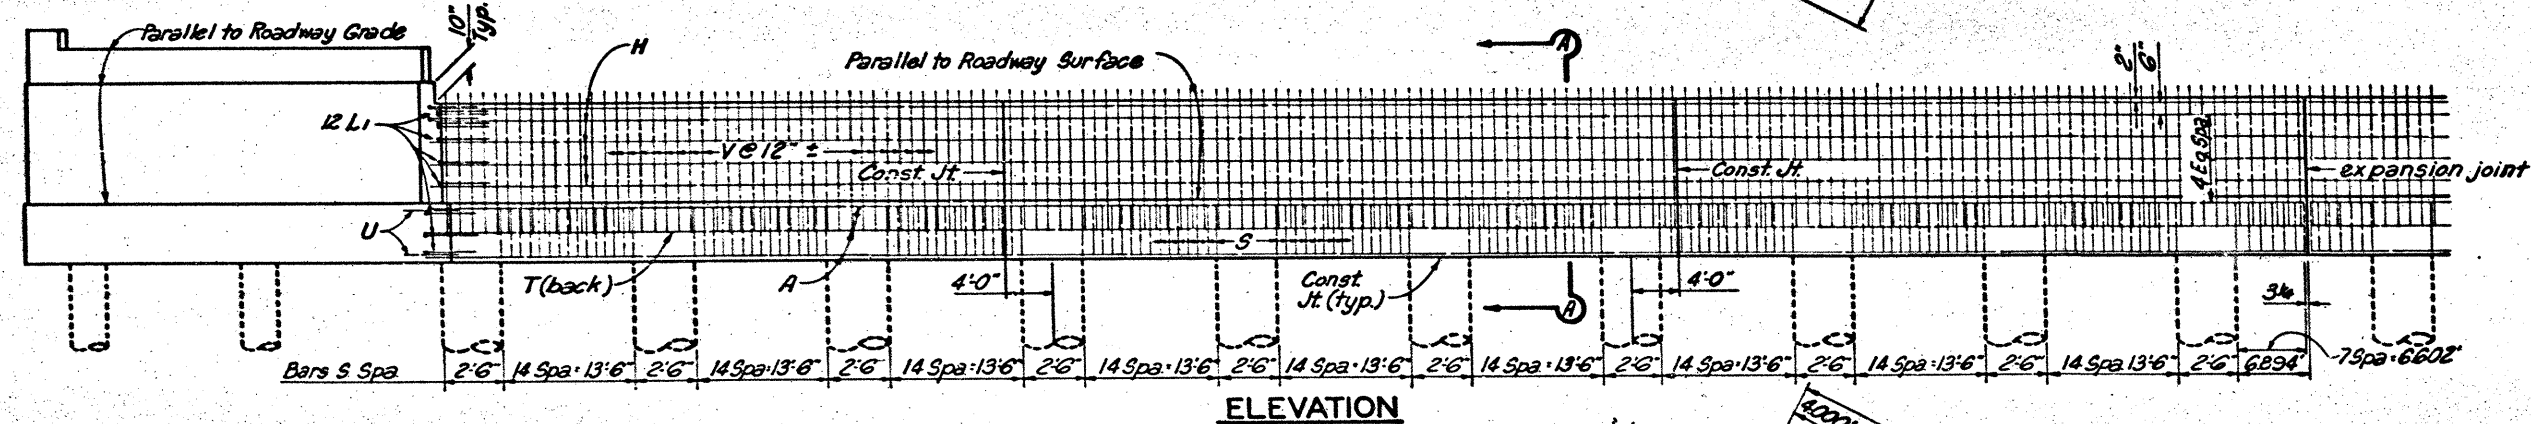 Parallel to Roadway Grade
10"
Typ.
H
Parallel to Roadway Surface
A
2"
6"
12 L1
V @ 12" ±
Const. Jt.
Const. Jt.
4 Eq Spa
expansion joint
U
S
T (back)
A
4'-0"
Const.
Jt. (typ.)
A
4'-0"
3¼
Bars S Spa.
2'-6" 14 Spa = 13'-6" 2'-6" 14 Spa = 13'-6" 2'-6" 14 Spa = 13'-6" 2'-6" 14 Spa = 13'-6" 2'-6" 14 Spa = 13'-6" 2'-6" 14 Spa = 13'-6" 2'-6" 14 Spa = 13'-6" 2'-6" 14 Spa = 13'-6" 2'-6" 14 Spa 13'-6" 2'-6" 6.894' 7 Spa = 6.602'
ELEVATION